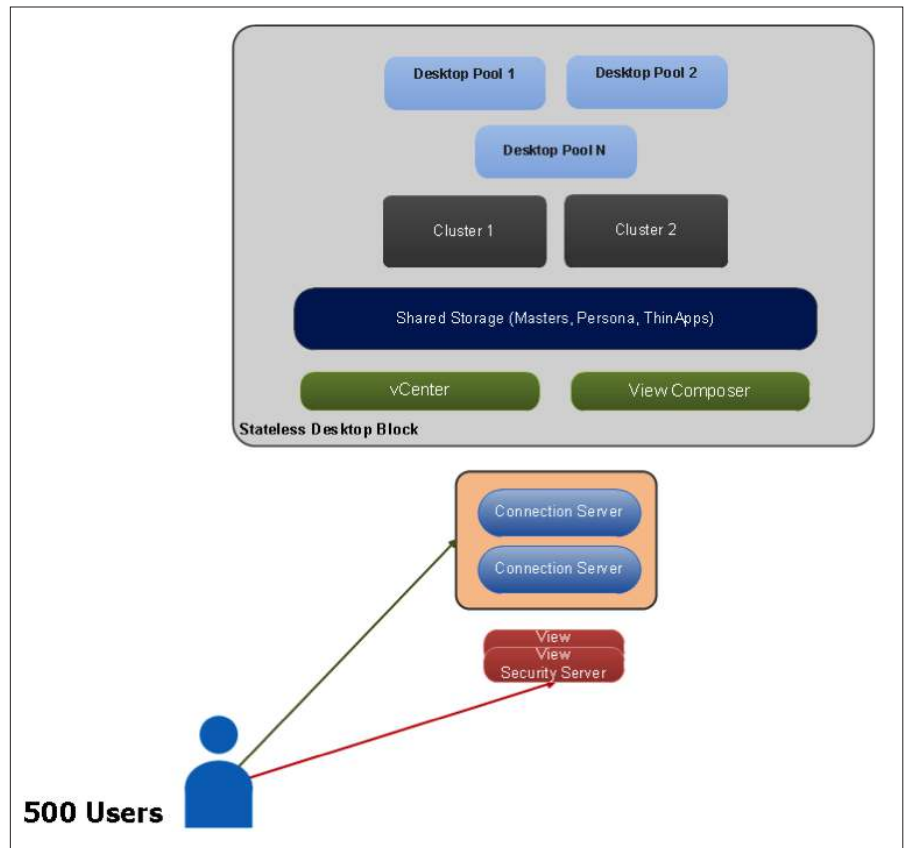 Desktop Pool 1
Desktop Pool 2
Desktop Pool N
Cluster 1
Cluster 2
Shared Storage (Masters, Persona, ThinApps)
vCenter
View Composer
Stateless Desktop Block
Connection Server
Connection Server
View
View
Security Server
500 Users